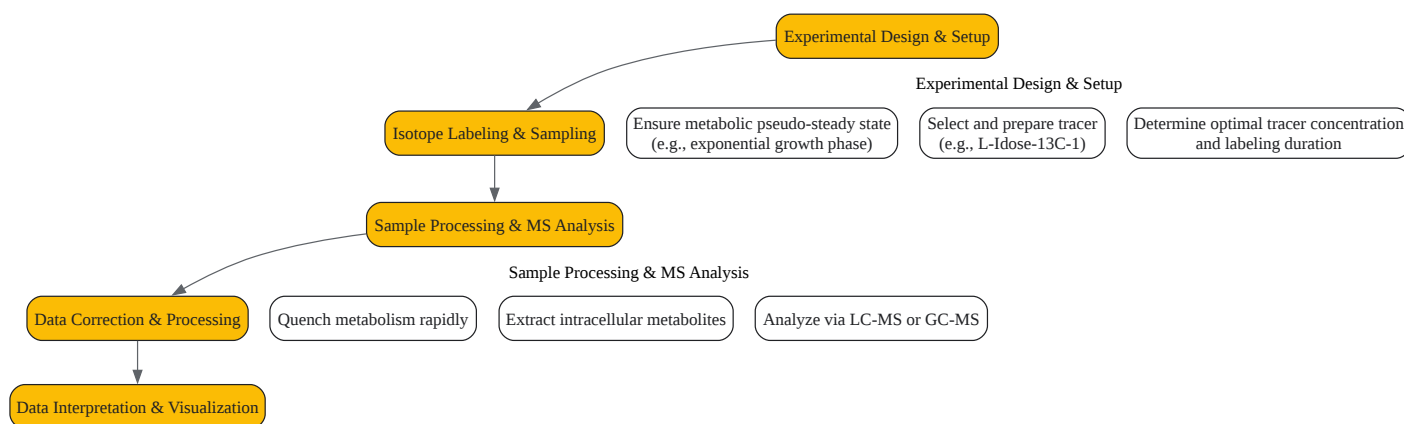 Experimental Design & Setup
Experimental Design & Setup
Isotope Labeling & Sampling
Ensure metabolic pseudo-steady state
(e.g., exponential growth phase)
Select and prepare tracer
(e.g., L-Idose-13C-1)
Determine optimal tracer concentration
and labeling duration
Sample Processing & MS Analysis
Sample Processing & MS Analysis
Data Correction & Processing
Quench metabolism rapidly
Extract intracellular metabolites
Analyze via LC-MS or GC-MS
Data Interpretation & Visualization